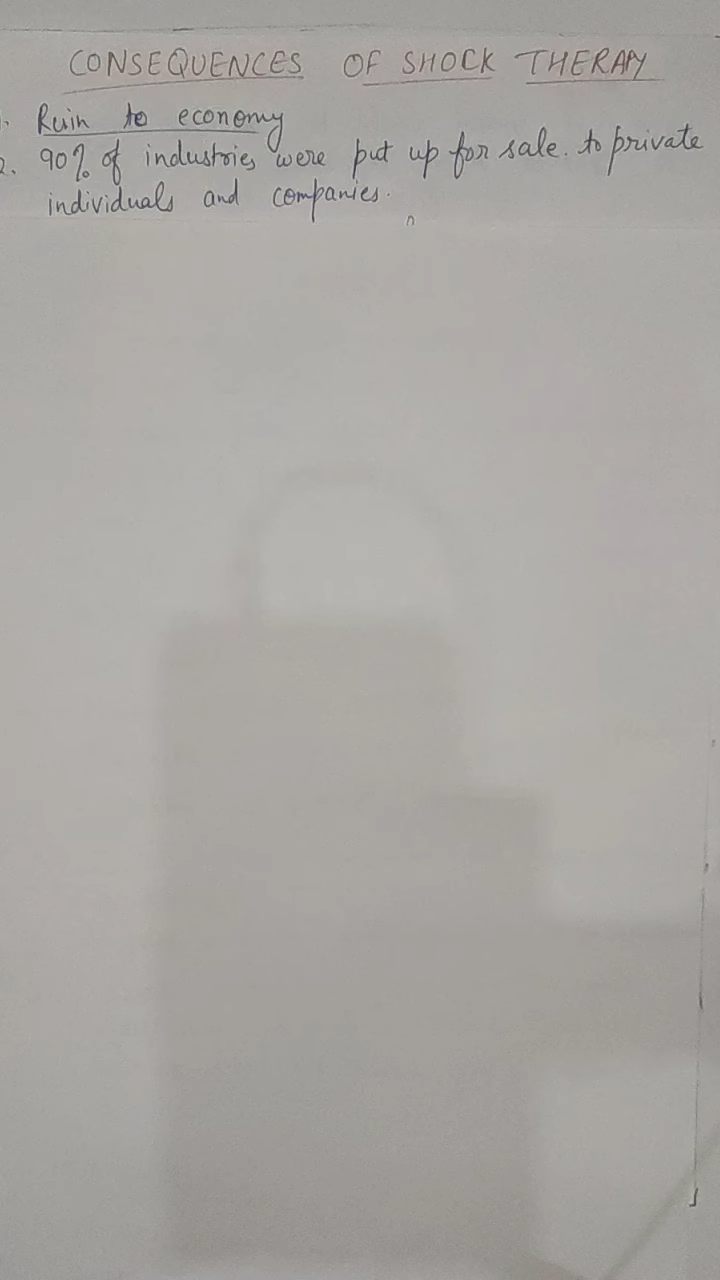 CONSEQUENCES OF SHOCK THERAPY
1. Ruin to economy
2. 90% of industries were put up for sale. to private
individuals and companies.